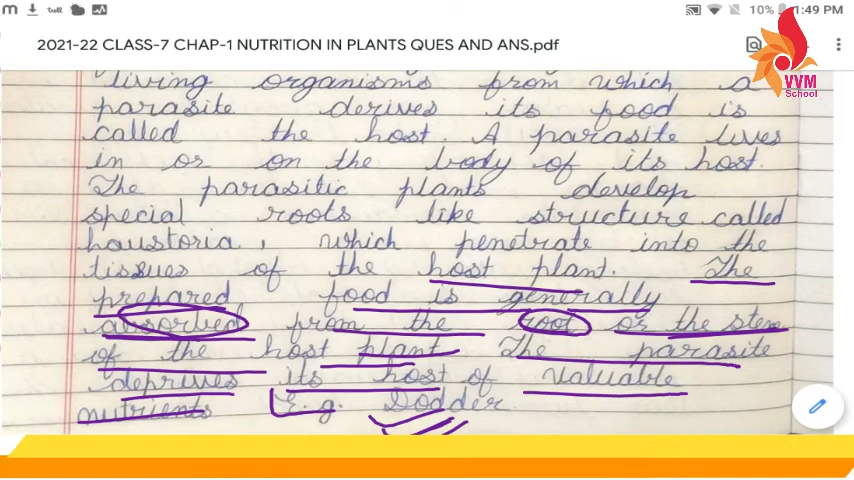 10% 1:49 PM
2021-22 CLASS-7 CHAP-1 NUTRITION IN PLANTS QUES AND ANS.pdf
VVM
School
living organisms from which a
parasite derives its food is
called the host. A parasite lives
in or on the body of its host.
The parasitic plants develop
special roots like structure called
haustoria, which penetrate into the
tissues of the host plant. The
prepared food is generally
absorbed from the root or the stem
of the host plant. The parasite
deprives its host of valuable
nutrients E.g. Dodder